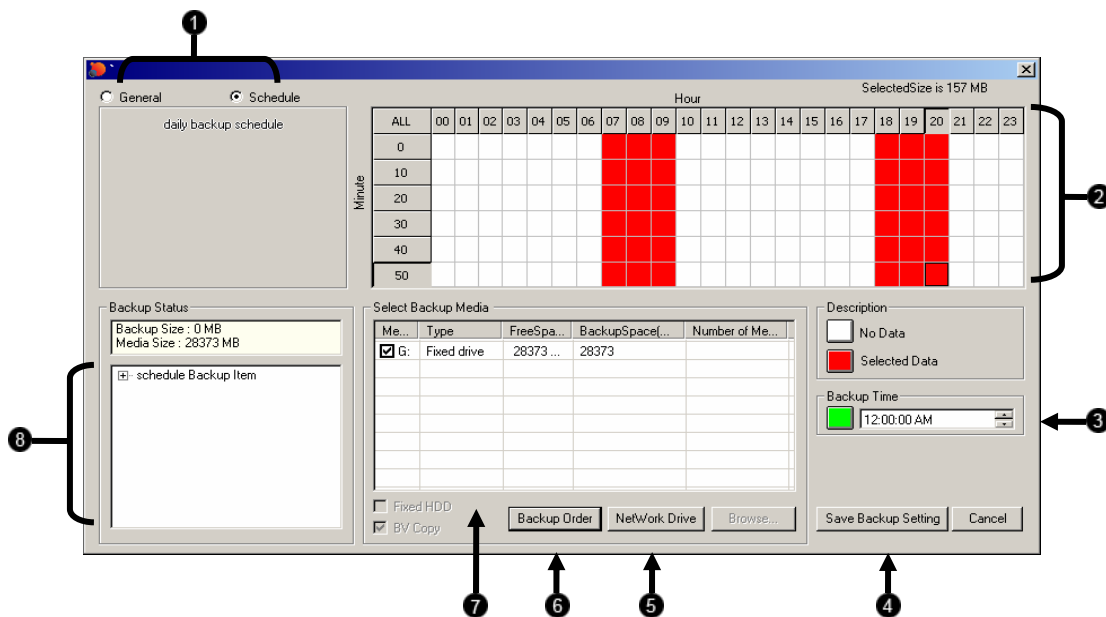 1
`
General
Schedule
SelectedSize is 157 MB
Hour
daily backup schedule
ALL 00 01 02 03 04 05 06 07 08 09 10 11 12 13 14 15 16 17 18 19 20 21 22 23
Minute
0
10
20
30
40
50
2
Backup Status
Backup Size : 0 MB
Media Size : 28373 MB
schedule Backup Item
8
Select Backup Media
Me... Type FreeSpa... BackupSpace(... Number of Me...
G: Fixed drive 28373 ... 28373
Fixed HDD
BV Copy
Backup Order
NetWork Drive
Browse...
Description
No Data
Selected Data
Backup Time
12:00:00 AM
3
Save Backup Setting
Cancel
7
6
5
4